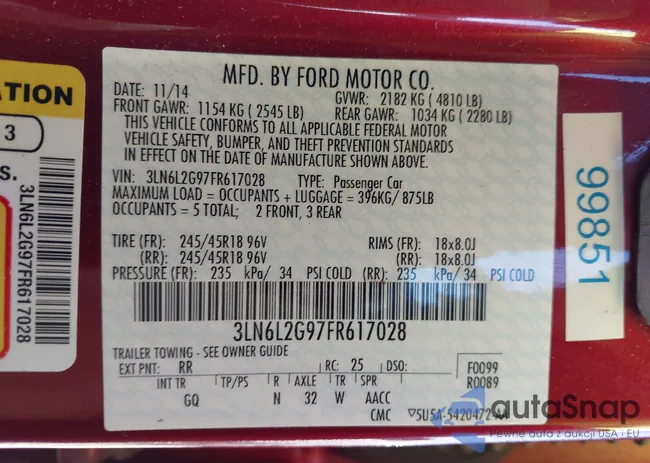 ATION
3
S.
3LN6L2G97FR617028
MFD. BY FORD MOTOR CO.
DATE: 11/14 GVWR: 2182 KG ( 4810 LB)
FRONT GAWR: 1154 KG ( 2545 LB) REAR GAWR: 1034 KG ( 2280 LB)
THIS VEHICLE CONFORMS TO ALL APPLICABLE FEDERAL MOTOR
VEHICLE SAFETY, BUMPER, AND THEFT PREVENTION STANDARDS
IN EFFECT ON THE DATE OF MANUFACTURE SHOWN ABOVE.
VIN: 3LN6L2G97FR617028 TYPE: Passenger Car
MAXIMUM LOAD = OCCUPANTS + LUGGAGE = 396KG/ 875LB
OCCUPANTS = 5 TOTAL; 2 FRONT, 3 REAR
TIRE (FR): 245/45R18 96V RIMS (FR): 18x8.0J
(RR): 245/45R18 96V (RR): 18x8.0J
PRESSURE (FR): 235 kPa/ 34 PSI COLD (RR): 235 kPa/ 34 PSI COLD
3LN6L2G97FR617028
TRAILER TOWING - SEE OWNER GUIDE
EXT PNT: RR RC: 25 DSO: F0099
R0089
INT TR TP/PS R AXLE TR SPR
GQ N 32 W AACC
CMC
99851
autoSnap
Pewne auta z aukcji USA i EU